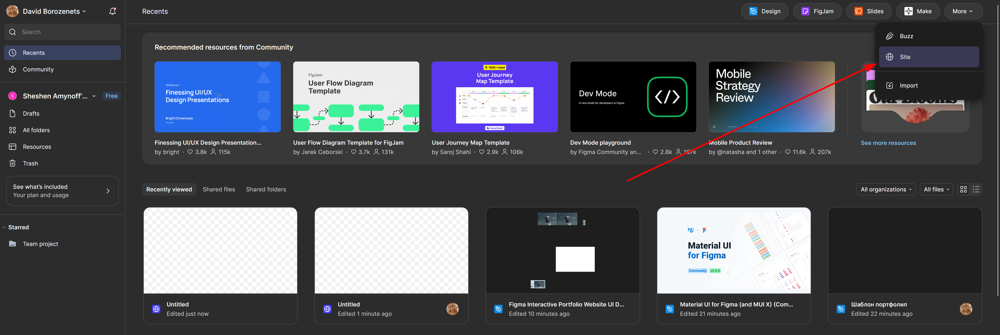 David Borozenets
Search
Recents
Community
S
Sheshen Amynoff'...
Free
Drafts
All folders
Resources
Trash
See what's included
Your plan and usage
Starred
Team project
Recents
Design
FigJam
Slides
Make
More
Buzz
Site
Import
Recommended resources from Community
VERSION 2.0
Finessing UI/UX
Design Presentations
Bright Chinenyeze
June, 2024
Finessing UI/UX Design Presentation...
by bright · 3.8k 115k
FigJam
User Flow Diagram
Template
User Flow Diagram Template for FigJam
by Jarek Ceborski · 3.7k 131k
100K+ Used
User Journey
Map Template
By Saroj Shahi
User Journey Map Template
by Saroj Shahi · 2.9k 106k
Dev Mode
A new mode for developers in Figma.
Dev Mode playground
by Figma Community an... · 2.8k 107k
Mobile
Strategy
Review
Mobile Product Review
by @natasha and 1 other · 11.6k 207k
Our Blooms
See more resources
Recently viewed
Shared files
Shared folders
All organizations
All files
Untitled
Edited just now
Untitled
Edited 1 minute ago
Figma Interactive Portfolio Website UI D...
Edited 10 minutes ago
Material UI
for Figma
Community v9.0.0
Material UI for Figma (and MUI X) (Com...
Edited 21 minutes ago
Шаблон портфолил
Edited 22 minutes ago